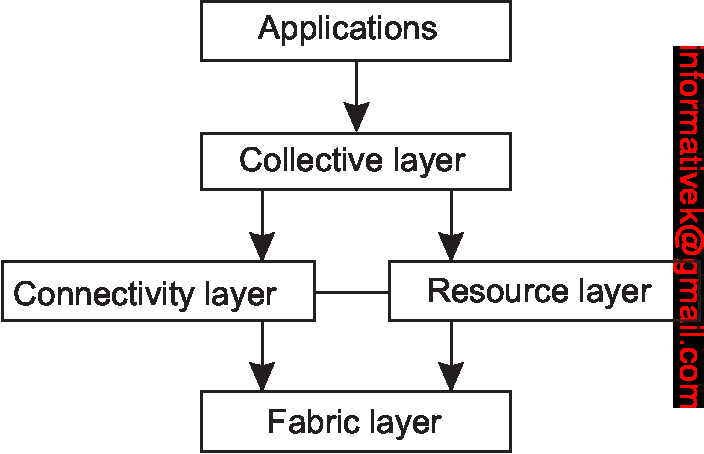 Applications
Collective layer
Connectivity layer
Resource layer
Fabric layer
informativek@gmail.com